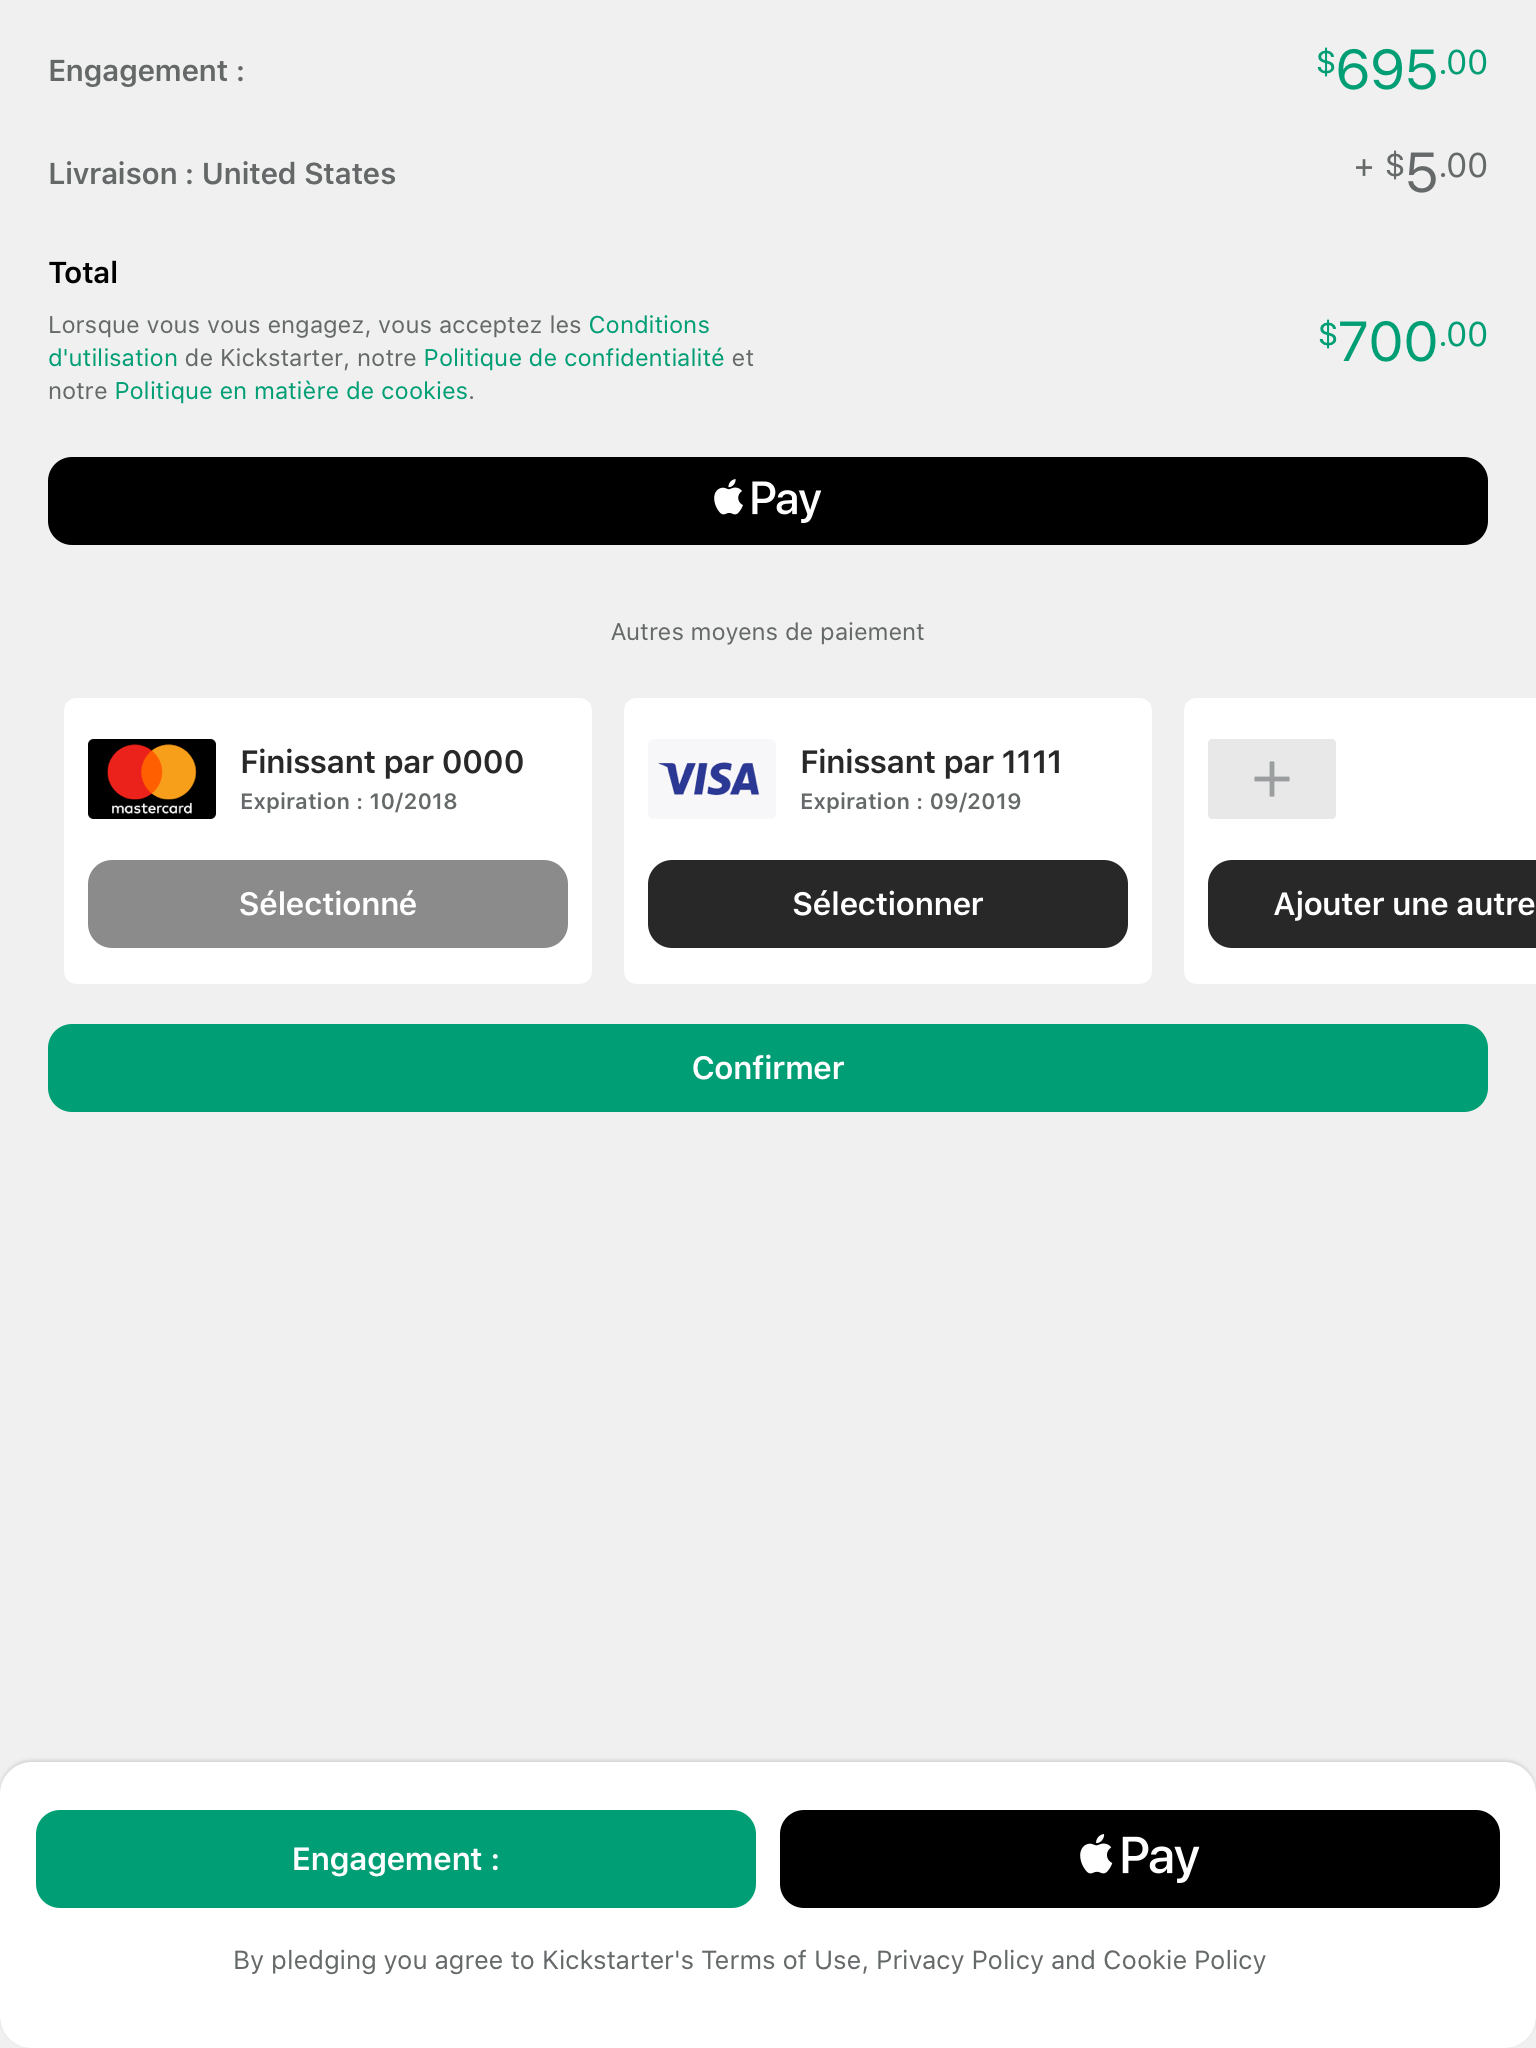 Engagement :
$695.00
Livraison : United States
+ $5.00
Total
Lorsque vous vous engagez, vous acceptez les Conditions
d'utilisation de Kickstarter, notre Politique de confidentialité et
notre Politique en matière de cookies.
$700.00
Pay
Autres moyens de paiement
mastercard
Finissant par 0000
Expiration : 10/2018
Sélectionné
VISA
Finissant par 1111
Expiration : 09/2019
Sélectionner
Ajouter une autre
Confirmer
Engagement :
Pay
By pledging you agree to Kickstarter's Terms of Use, Privacy Policy and Cookie Policy